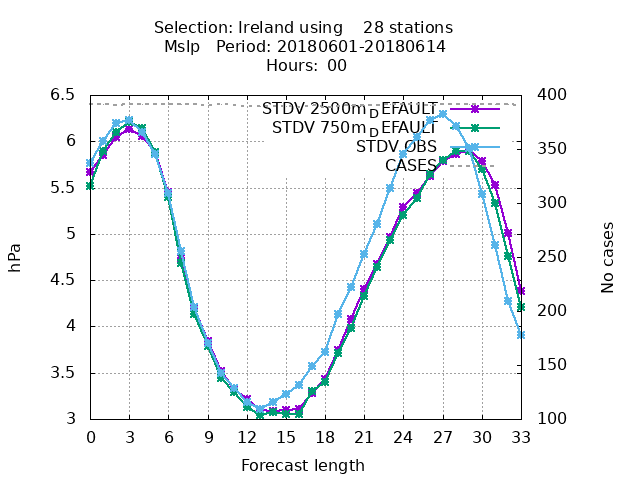 Selection: Ireland using    28 stations
Mslp   Period: 20180601-20180614
Hours: 00
STDV 2500m_DEFAULT
STDV 750m_DEFAULT
STDV OBS
CASES
6.5
6
5.5
5
4.5
4
3.5
3
hPa
400
350
300
250
200
150
100
No cases
0 3 6 9 12 15 18 21 24 27 30 33
Forecast length